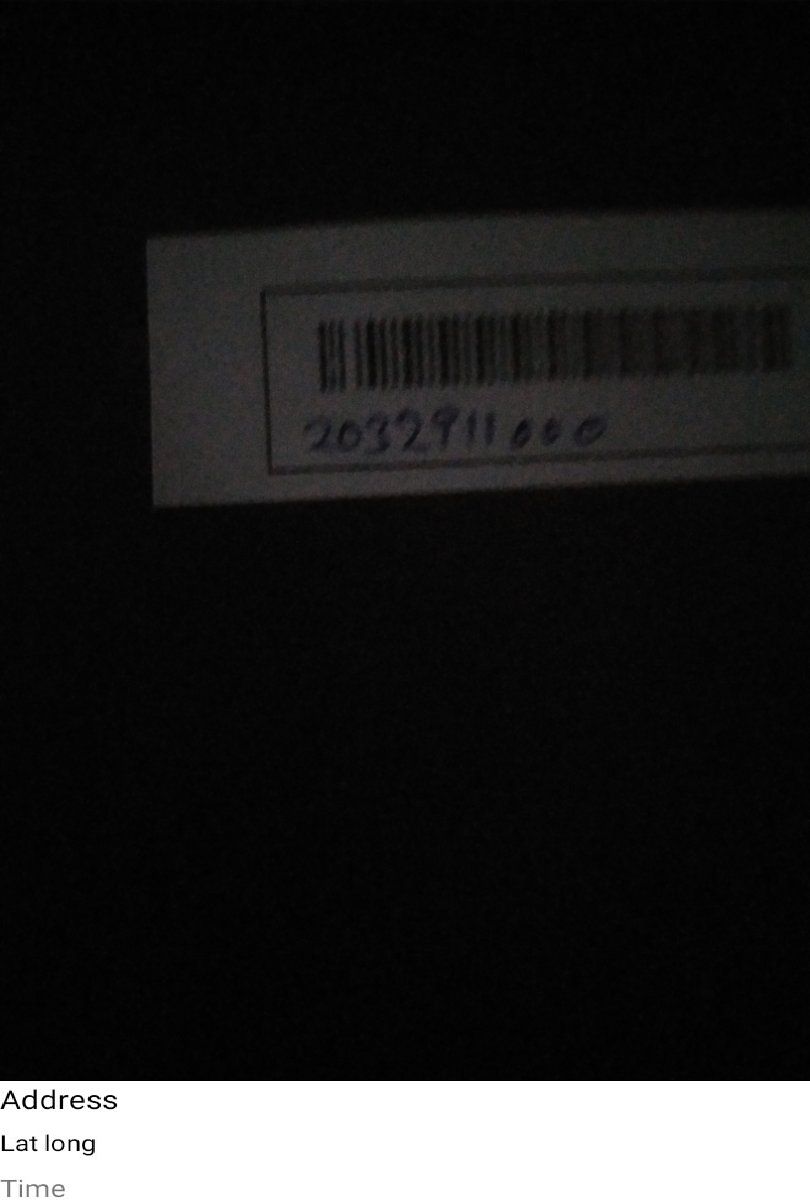 2032911000
Address
Lat long
Time